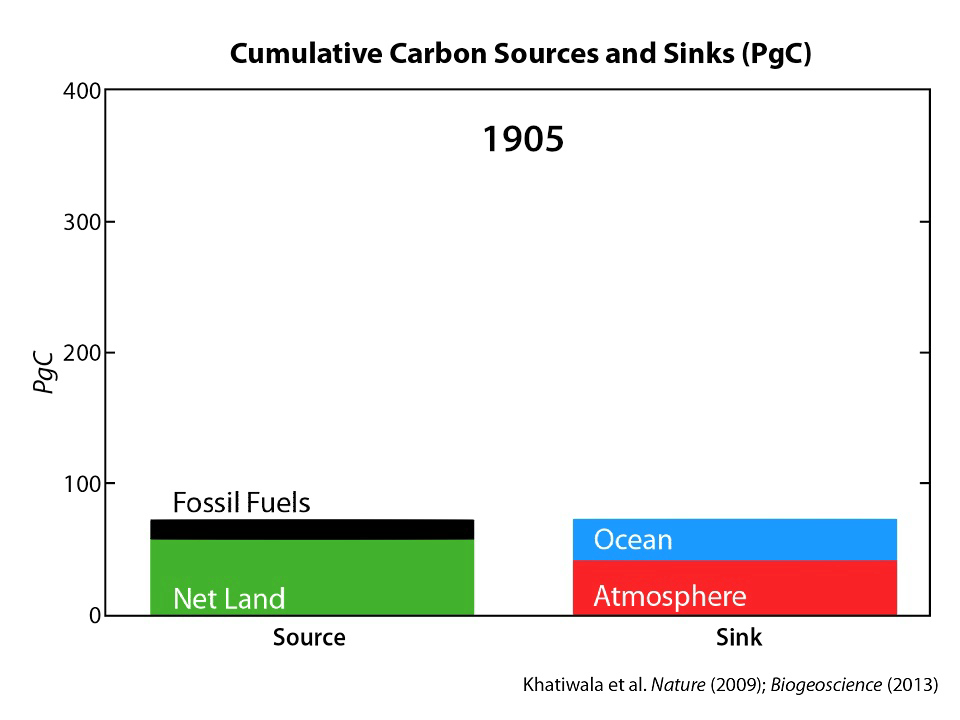 Cumulative Carbon Sources and Sinks (PgC)
400
1905
300
200
PgC
100
Fossil Fuels
Ocean
Net Land
Atmosphere
0
Source
Sink
Khatiwala et al. Nature (2009); Biogeoscience (2013)